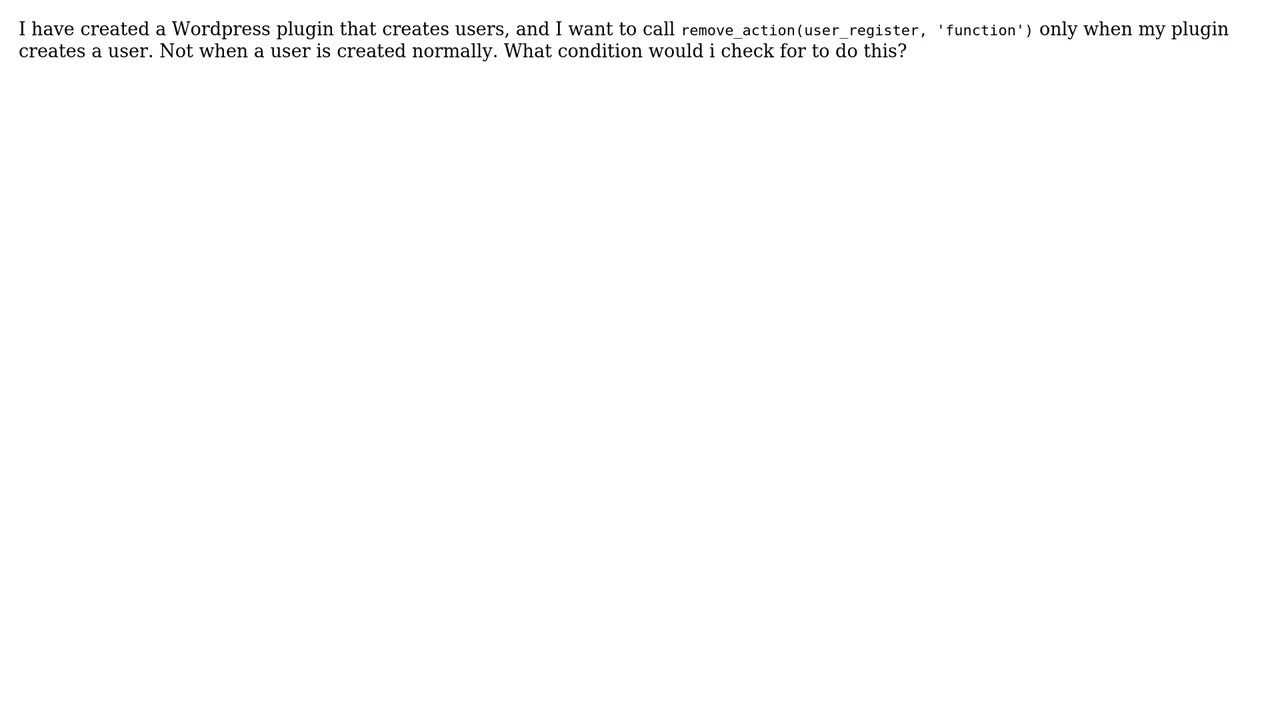 I have created a Wordpress plugin that creates users, and I want to call remove_action(user_register, 'function') only when my plugin
creates a user. Not when a user is created normally. What condition would i check for to do this?